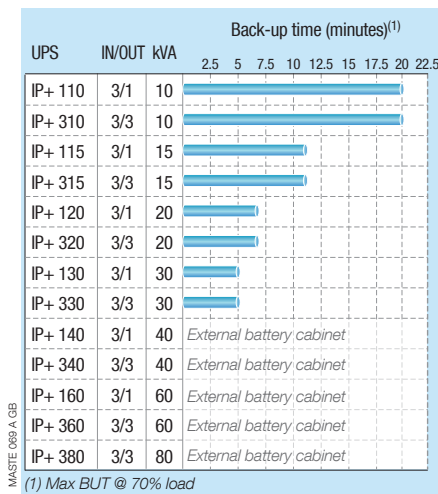 Back-up time (minutes)(1)
UPS IN/OUT kVA
2.5 5 7.5 10 12.5 15 17.5 20 22.5
IP+ 110 3/1 10
IP+ 310 3/3 10
IP+ 115 3/1 15
IP+ 315 3/3 15
IP+ 120 3/1 20
IP+ 320 3/3 20
IP+ 130 3/1 30
IP+ 330 3/3 30
IP+ 140 3/1 40 External battery cabinet
IP+ 340 3/3 40 External battery cabinet
IP+ 160 3/1 60 External battery cabinet
IP+ 360 3/3 60 External battery cabinet
IP+ 380 3/3 80 External battery cabinet
(1) Max BUT @ 70% load
MASTE 069 A GB